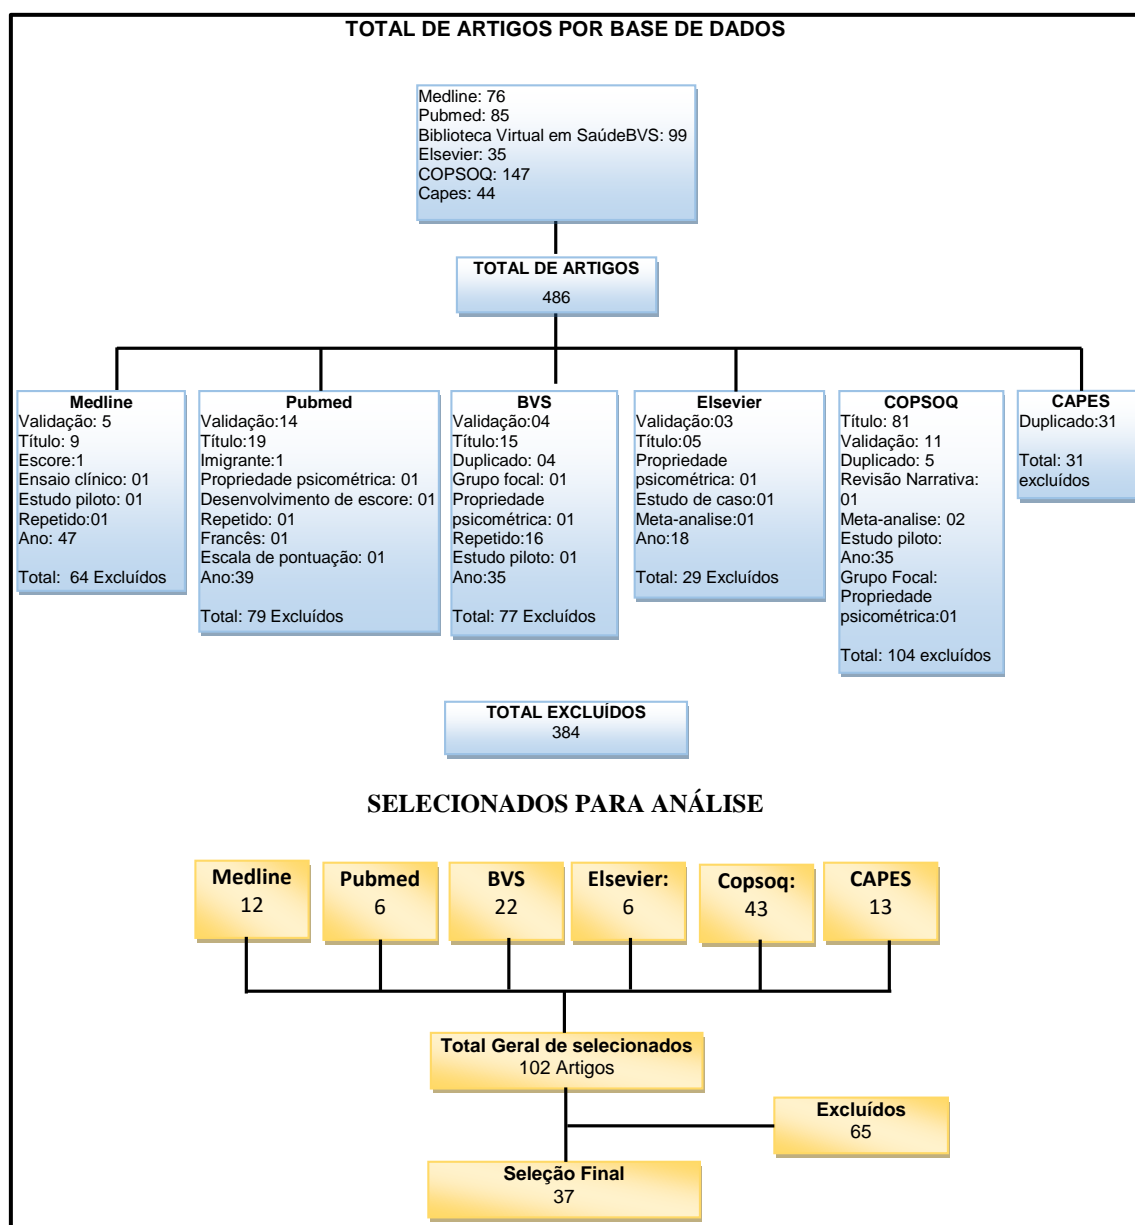 TOTAL DE ARTIGOS POR BASE DE DADOS
Medline: 76
Pubmed: 85
Biblioteca Virtual em SaúdeBVS: 99
Elsevier: 35
COPSOQ: 147
Capes: 44
TOTAL DE ARTIGOS
486
Medline
Validação: 5
Título: 9
Escore:1
Ensaio clínico: 01
Estudo piloto: 01
Repetido:01
Ano: 47
Total: 64 Excluídos
Pubmed
Validação:14
Título:19
Imigrante:1
Propriedade psicométrica: 01
Desenvolvimento de escore: 01
Repetido: 01
Francês: 01
Escala de pontuação: 01
Ano:39
Total: 79 Excluídos
BVS
Validação:04
Título:15
Duplicado: 04
Grupo focal: 01
Propriedade
psicométrica: 01
Repetido:16
Estudo piloto: 01
Ano:35
Total: 77 Excluídos
Elsevier
Validação:03
Título:05
Propriedade
psicométrica: 01
Estudo de caso:01
Meta-analise:01
Ano:18
Total: 29 Excluídos
COPSOQ
Título: 81
Validação: 11
Duplicado: 5
Revisão Narrativa:
01
Meta-analise: 02
Estudo piloto:
Ano:35
Grupo Focal:
Propriedade
psicométrica:01
Total: 104 excluídos
CAPES
Duplicado:31
Total: 31
excluídos
TOTAL EXCLUÍDOS
384
SELECIONADOS PARA ANÁLISE
Medline
12
Pubmed
6
BVS
22
Elsevier:
6
Copsoq:
43
CAPES
13
Total Geral de selecionados
102 Artigos
Excluídos
65
Seleção Final
37